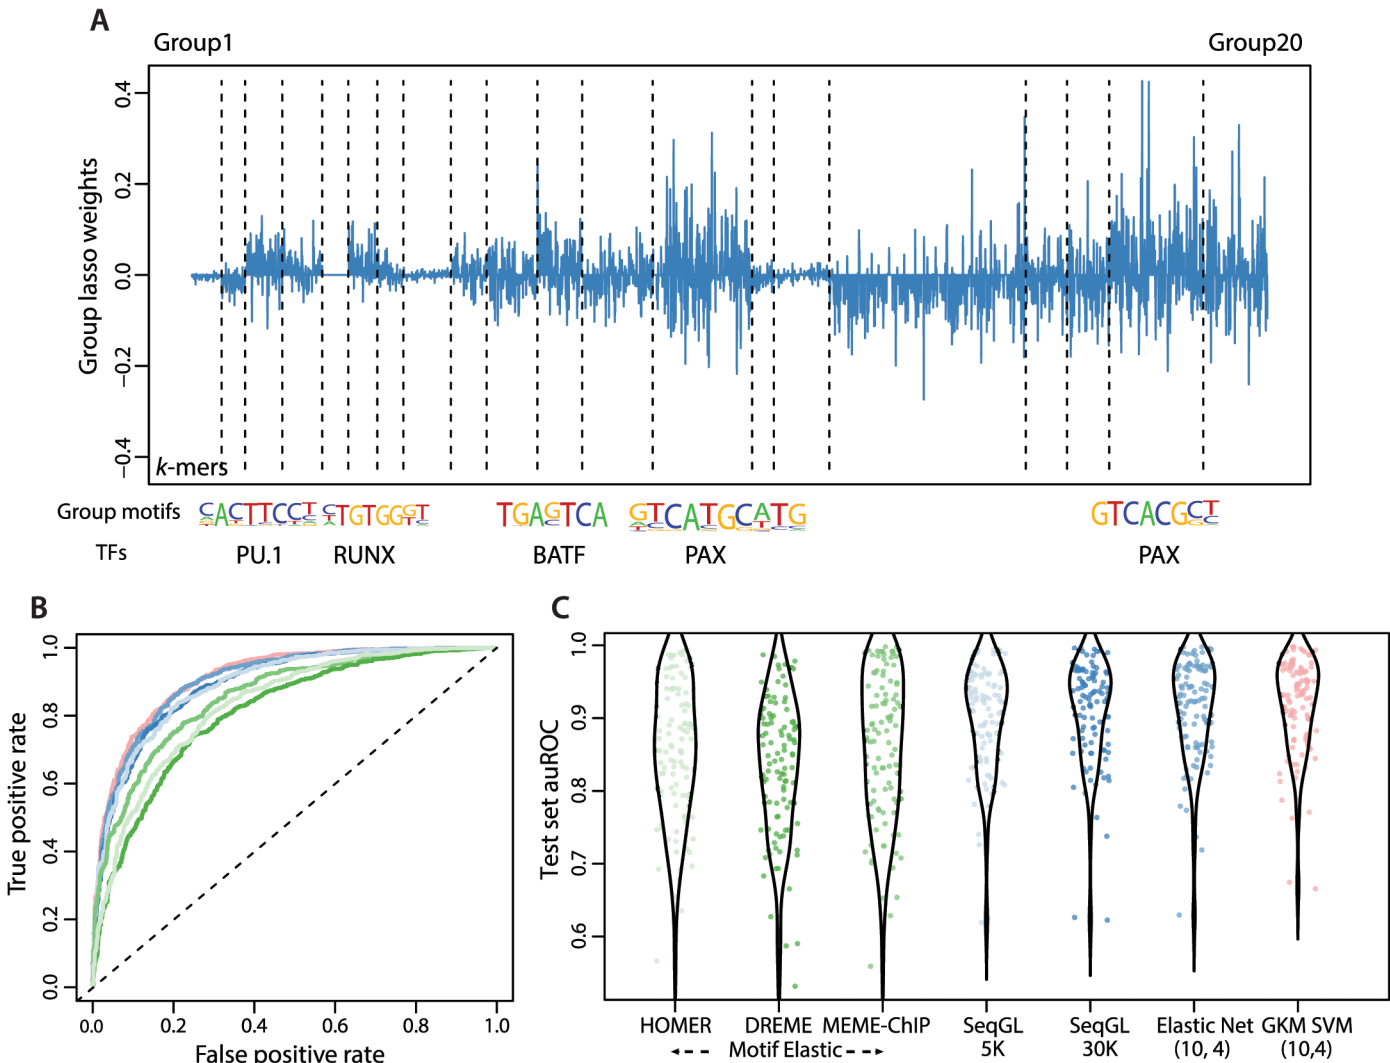 A
Group1
Group20
Group lasso weights
0.4
0.2
0.0
−0.2
−0.4
k-mers
Group motifs
CACTTCCT
CTGTGGGT
TGAGTCA
GTCATGCATG
GTCACGCT
TFs
PU.1
RUNX
BATF
PAX
PAX
B
True positive rate
1.0
0.8
0.6
0.4
0.2
0.0
0.0
0.2
0.4
0.6
0.8
1.0
False positive rate
C
Test set auROC
1.0
0.9
0.8
0.7
0.6
HOMER
DREME
MEME-ChIP
SeqGL
5K
SeqGL
30K
Elastic Net
(10, 4)
GKM SVM
(10,4)
Motif Elastic